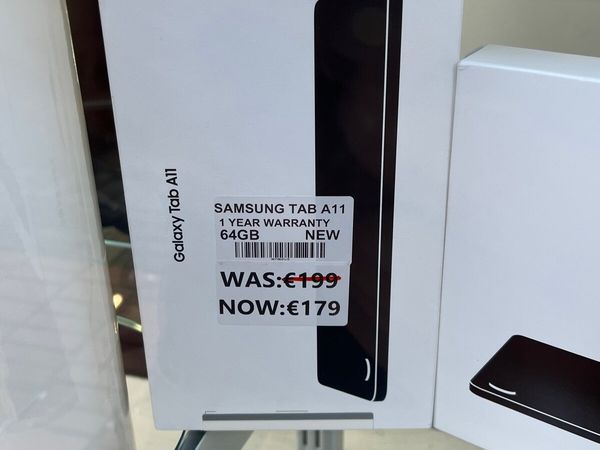 Galaxy Tab A11
SAMSUNG TAB A11
1 YEAR WARRANTY
64GB NEW
WAS:€199
NOW:€179